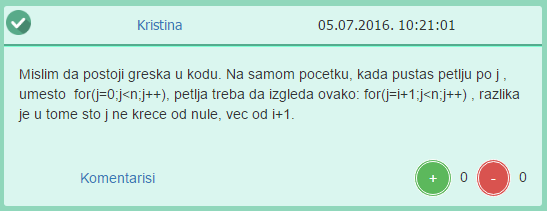 Kristina 05.07.2016. 10:21:01
Mislim da postoji greska u kodu. Na samom pocetku, kada pustas petlju po j ,
umesto for(j=0;j<n;j++), petlja treba da izgleda ovako: for(j=i+1;j<n;j++) , razlika
je u tome sto j ne krece od nule, vec od i+1.
Komentarisi + 0 - 0